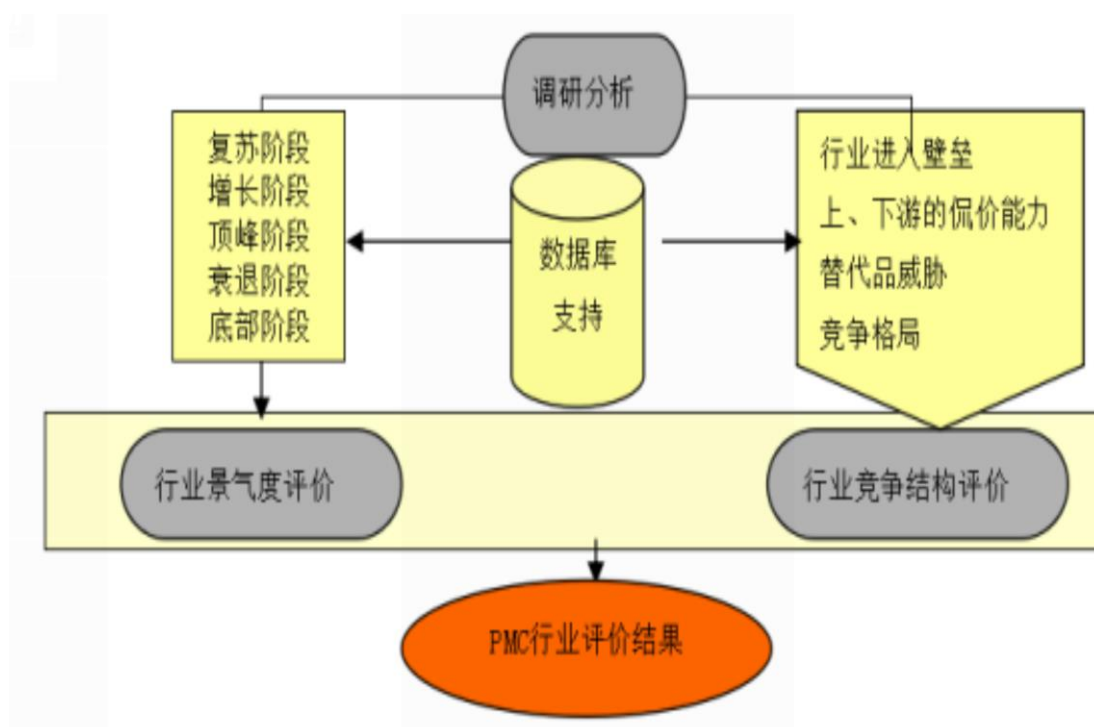 调研分析
复苏阶段
增长阶段
顶峰阶段
衰退阶段
底部阶段
数据库
支持
行业进入壁垒
上、下游的侃价能力
替代品威胁
竞争格局
行业景气度评价
行业竞争结构评价
PMC行业评价结果